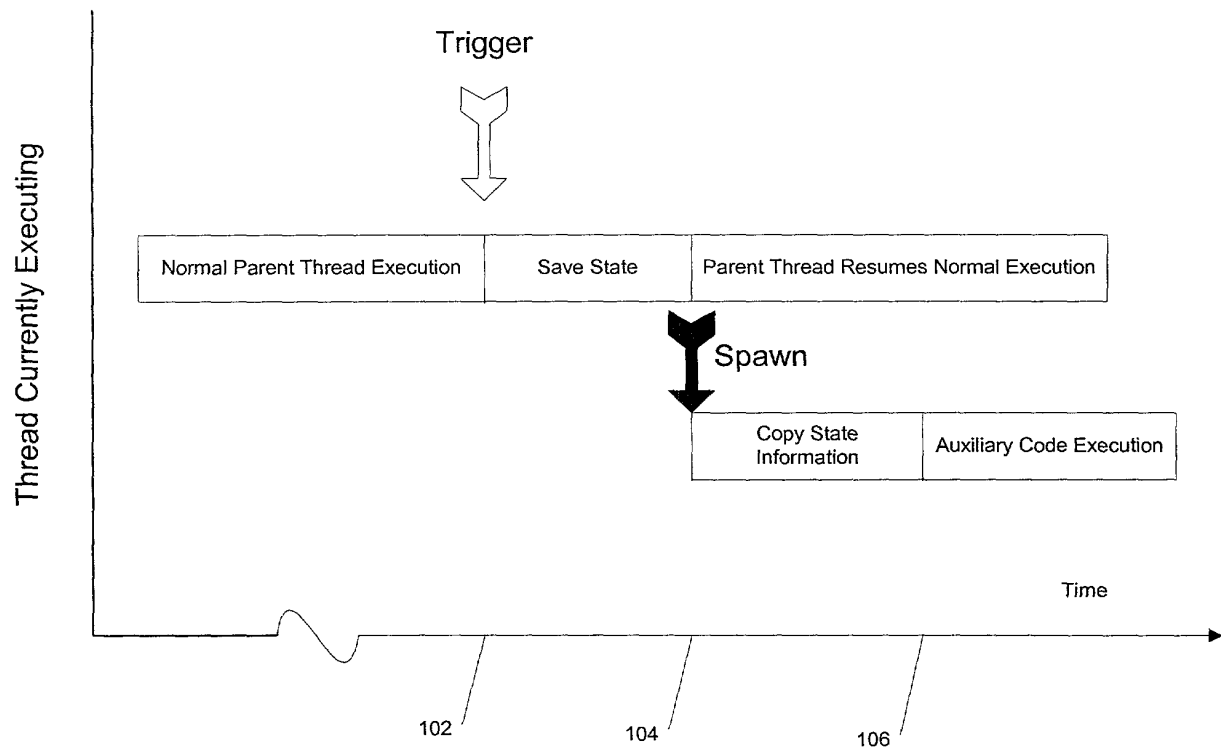 Trigger
Thread Currently Executing
Normal Parent Thread Execution
Save State
Parent Thread Resumes Normal Execution
Spawn
Copy State
Information
Auxiliary Code Execution
Time
102
104
106